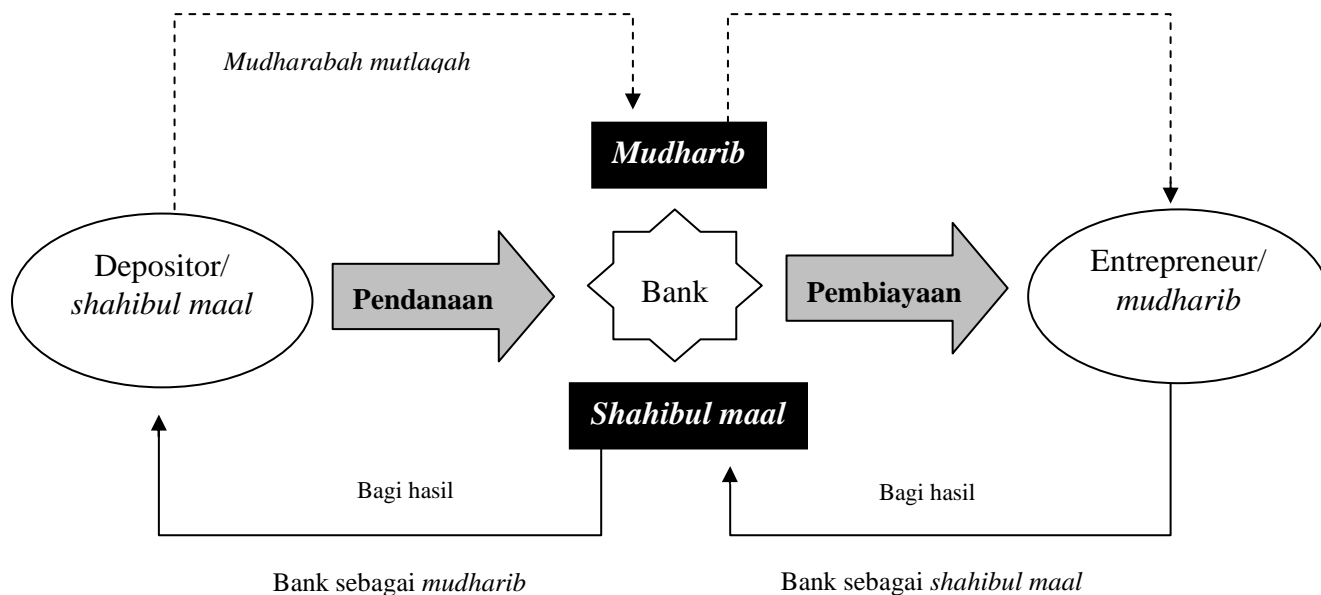 Mudharabah mutlaqah
Mudharib
Depositor/
shahibul maal
Pendanaan
Bank
Pembiayaan
Entrepreneur/
mudharib
Shahibul maal
Bagi hasil
Bagi hasil
Bank sebagai mudharib
Bank sebagai shahibul maal